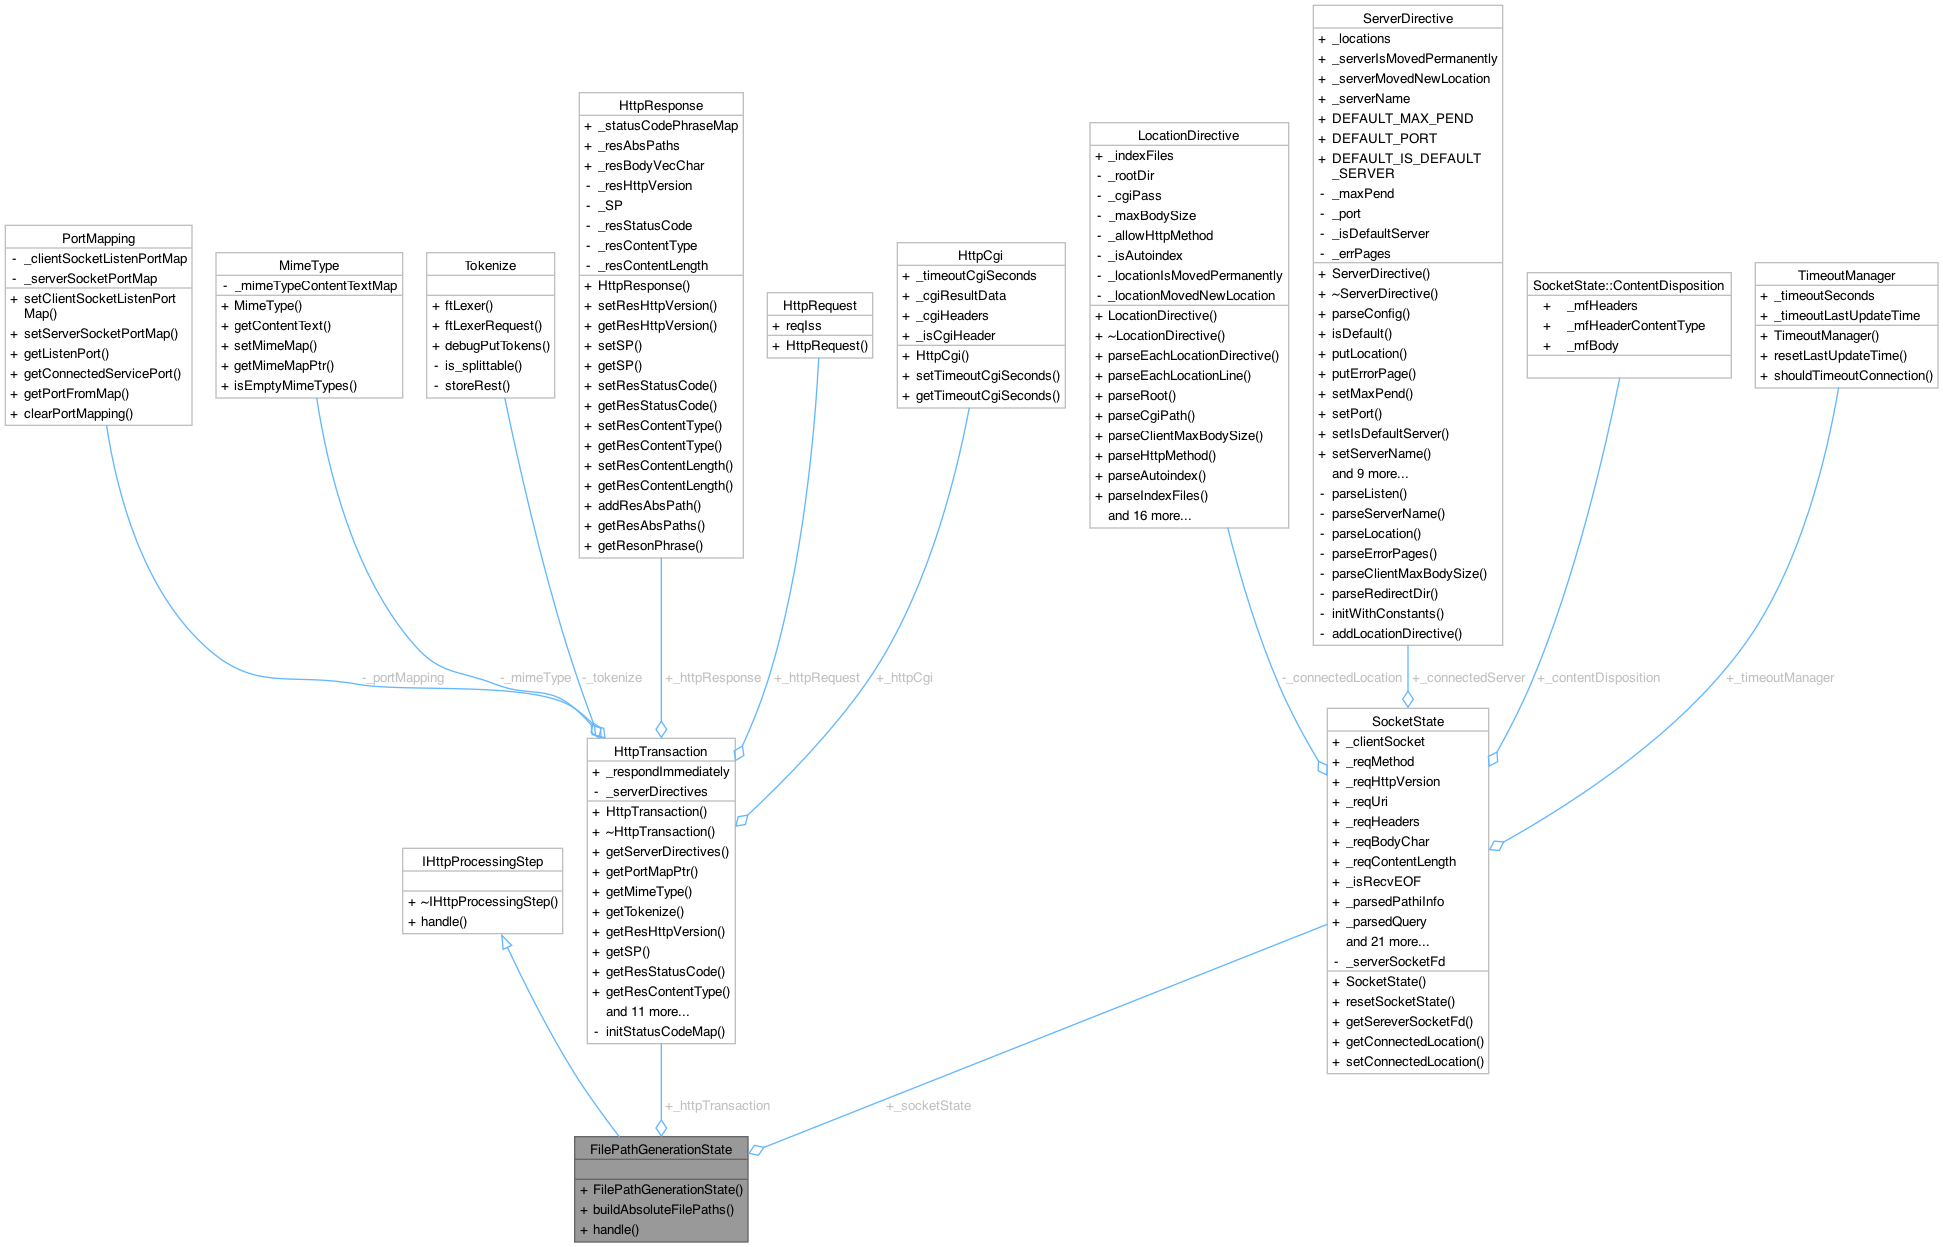 ServerDirective
+ _locations
+ _serverIsMovedPermanently
+ _serverMovedNewLocation
+ _serverName
+ DEFAULT_MAX_PEND
+ DEFAULT_PORT
+ DEFAULT_IS_DEFAULT
_SERVER
- _maxPend
- _port
- _isDefaultServer
- _errPages
+ ServerDirective()
+ ~ServerDirective()
+ parseConfig()
+ isDefault()
+ putLocation()
+ putErrorPage()
+ setMaxPend()
+ setPort()
+ setIsDefaultServer()
+ setServerName()
and 9 more...
- parseListen()
- parseServerName()
- parseLocation()
- parseErrorPages()
- parseClientMaxBodySize()
- parseRedirectDir()
- initWithConstants()
- addLocationDirective()
HttpResponse
+ _statusCodePhraseMap
+ _resAbsPaths
+ _resBodyVecChar
- _resHttpVersion
- _SP
- _resStatusCode
- _resContentType
- _resContentLength
+ HttpResponse()
+ setResHttpVersion()
+ getResHttpVersion()
+ setSP()
+ getSP()
+ setResStatusCode()
+ getResStatusCode()
+ setResContentType()
+ getResContentType()
+ setResContentLength()
+ getResContentLength()
+ addResAbsPath()
+ getResAbsPaths()
+ getResonPhrase()
LocationDirective
+ _indexFiles
- _rootDir
- _cgiPass
- _maxBodySize
- _allowHttpMethod
- _isAutoindex
- _locationIsMovedPermanently
- _locationMovedNewLocation
+ LocationDirective()
+ ~LocationDirective()
+ parseEachLocationDirective()
+ parseEachLocationLine()
+ parseRoot()
+ parseCgiPath()
+ parseClientMaxBodySize()
+ parseHttpMethod()
+ parseAutoindex()
+ parseIndexFiles()
and 16 more...
PortMapping
- _clientSocketListenPortMap
- _serverSocketPortMap
+ setClientSocketListenPort
Map()
+ setServerSocketPortMap()
+ getListenPort()
+ getConnectedServicePort()
+ getPortFromMap()
+ clearPortMapping()
MimeType
- _mimeTypeContentTextMap
+ MimeType()
+ getContentText()
+ setMimeMap()
+ getMimeMapPtr()
+ isEmptyMimeTypes()
Tokenize
+ ftLexer()
+ ftLexerRequest()
+ debugPutTokens()
- is_splittable()
- storeRest()
HttpRequest
+ reqIss
+ HttpRequest()
HttpCgi
+ _timeoutCgiSeconds
+ _cgiResultData
+ _cgiHeaders
+ _isCgiHeader
+ HttpCgi()
+ setTimeoutCgiSeconds()
+ getTimeoutCgiSeconds()
SocketState::ContentDisposition
+ _mfHeaders
+ _mfHeaderContentType
+ _mfBody
TimeoutManager
+ _timeoutSeconds
+ _timeoutLastUpdateTime
+ TimeoutManager()
+ resetLastUpdateTime()
+ shouldTimeoutConnection()
-_portMapping
-_mimeType
-_tokenize
+_httpResponse
+_httpRequest
+_httpCgi
-_connectedLocation
+_connectedServer
+_contentDisposition
+_timeoutManager
HttpTransaction
+ _respondImmediately
- _serverDirectives
+ HttpTransaction()
+ ~HttpTransaction()
+ getServerDirectives()
+ getPortMapPtr()
+ getMimeType()
+ getTokenize()
+ getResHttpVersion()
+ getSP()
+ getResStatusCode()
+ getResContentType()
and 11 more...
- initStatusCodeMap()
SocketState
+ _clientSocket
+ _reqMethod
+ _reqHttpVersion
+ _reqUri
+ _reqHeaders
+ _reqBodyChar
+ _reqContentLength
+ _isRecvEOF
+ _parsedPathiInfo
+ _parsedQuery
and 21 more...
- _serverSocketFd
+ SocketState()
+ resetSocketState()
+ getSereverSocketFd()
+ getConnectedLocation()
+ setConnectedLocation()
IHttpProcessingStep
+ ~IHttpProcessingStep()
+ handle()
+_httpTransaction
+_socketState
FilePathGenerationState
+ FilePathGenerationState()
+ buildAbsoluteFilePaths()
+ handle()